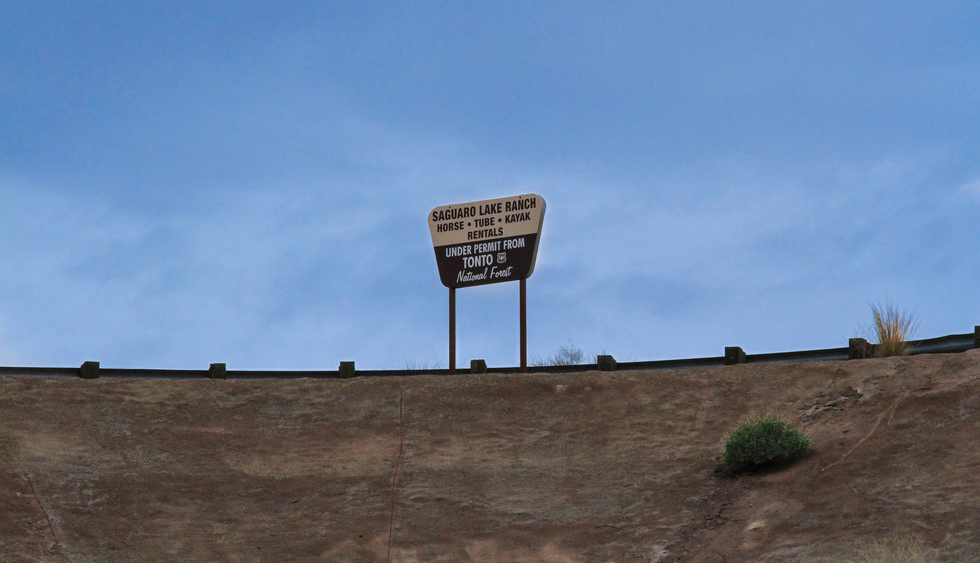 SAGUARO LAKE RANCH
HORSE • TUBE • KAYAK
RENTALS
UNDER PERMIT FROM
TONTO
National Forest